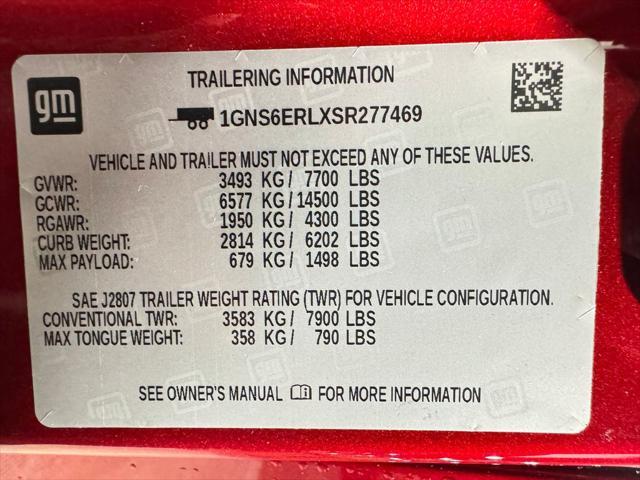 gm
TRAILERING INFORMATION
1GNS6ERLXSR277469
VEHICLE AND TRAILER MUST NOT EXCEED ANY OF THESE VALUES.
GVWR: 3493 KG / 7700 LBS
GCWR: 6577 KG / 14500 LBS
RGAWR: 1950 KG / 4300 LBS
CURB WEIGHT: 2814 KG / 6202 LBS
MAX PAYLOAD: 679 KG / 1498 LBS
SAE J2807 TRAILER WEIGHT RATING (TWR) FOR VEHICLE CONFIGURATION.
CONVENTIONAL TWR: 3583 KG / 7900 LBS
MAX TONGUE WEIGHT: 358 KG / 790 LBS
SEE OWNER'S MANUAL FOR MORE INFORMATION